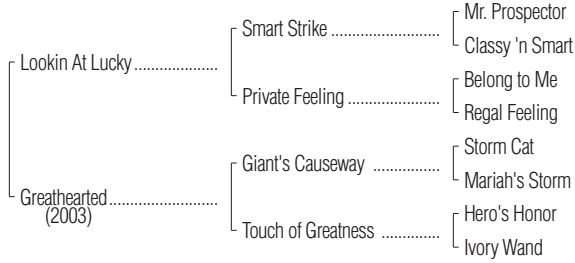 Mr. Prospector
Smart Strike ........................
Classy 'n Smart
Lookin At Lucky....................
Belong to Me
Private Feeling ....................
Regal Feeling
Storm Cat
Giant's Causeway ...............
Mariah's Storm
Greathearted..........................
(2003)
Hero's Honor
Touch of Greatness .............
Ivory Wand